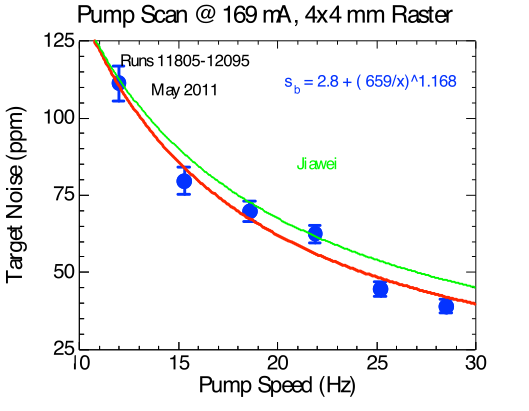 Pump Scan @ 169 mA, 4x4 mm Raster
125
Runs 11805-12095
s_b = 2.8 + ( 659/x)^1.168
May 2011
100
Jiawei
75
50
25
10 15 20 25 30
Target Noise (ppm)
Pump Speed (Hz)